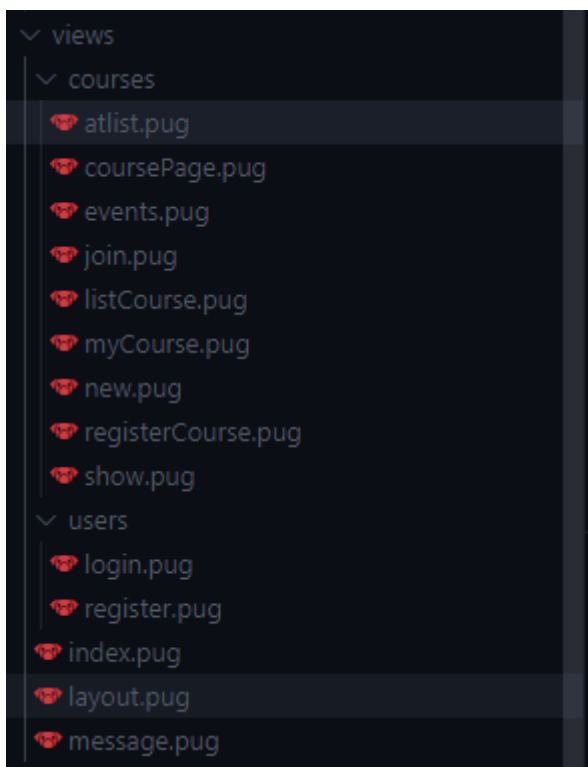 views
courses
atlist.pug
coursePage.pug
events.pug
join.pug
listCourse.pug
myCourse.pug
new.pug
registerCourse.pug
show.pug
users
login.pug
register.pug
index.pug
layout.pug
message.pug